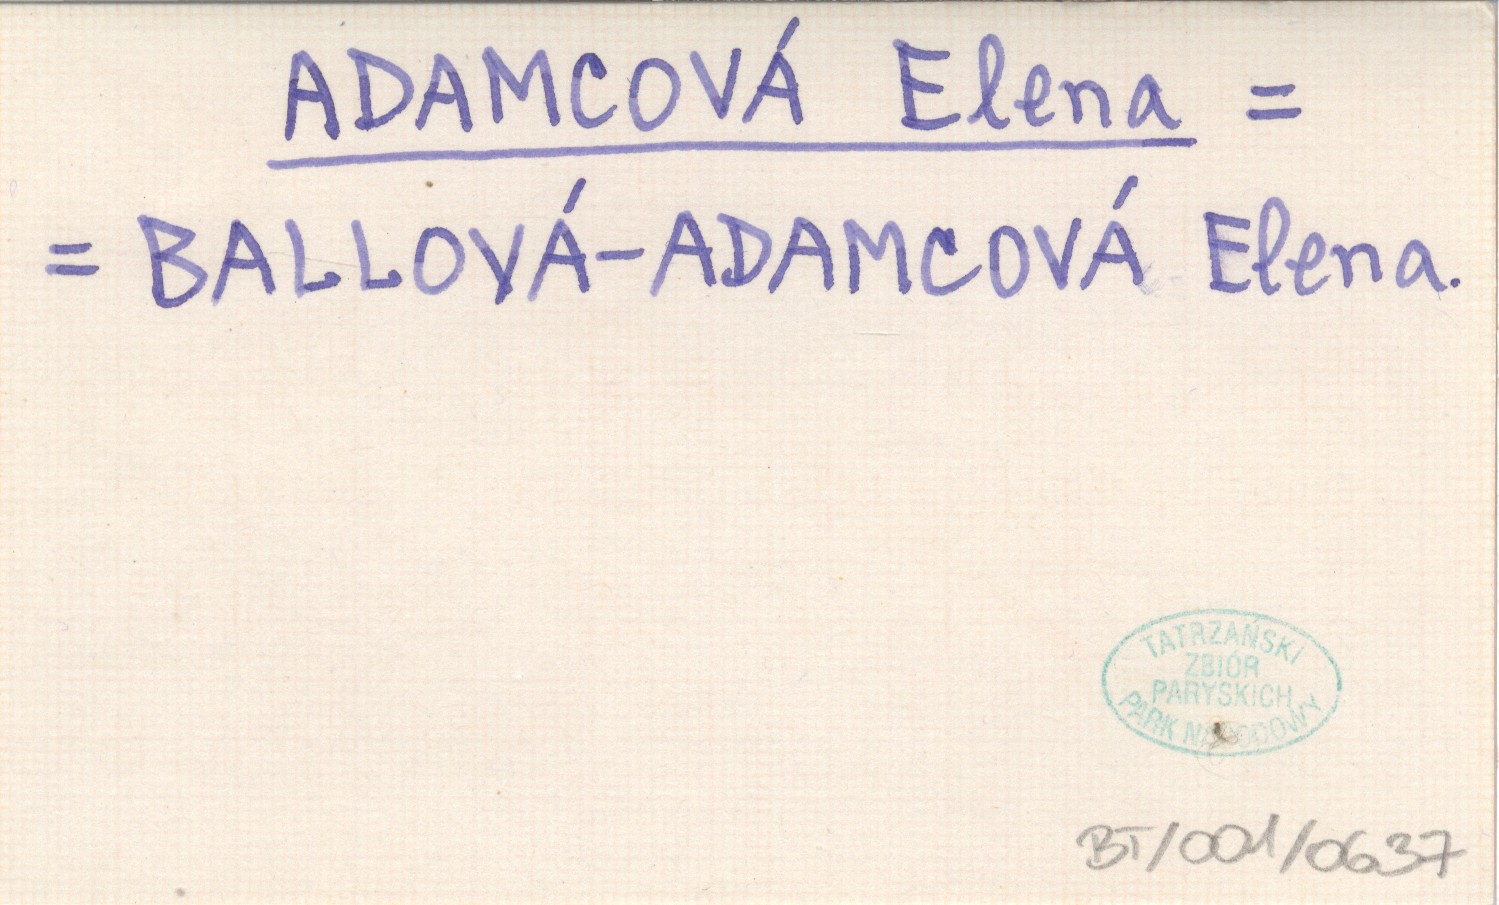 ADAMCOVÁ Elena =
= BALLOVÁ-ADAMCOVÁ Elena.
TATRZAŃSKI
ZBIÓR
PARYSKICH
PARK NARODOWY
BT/001/0637